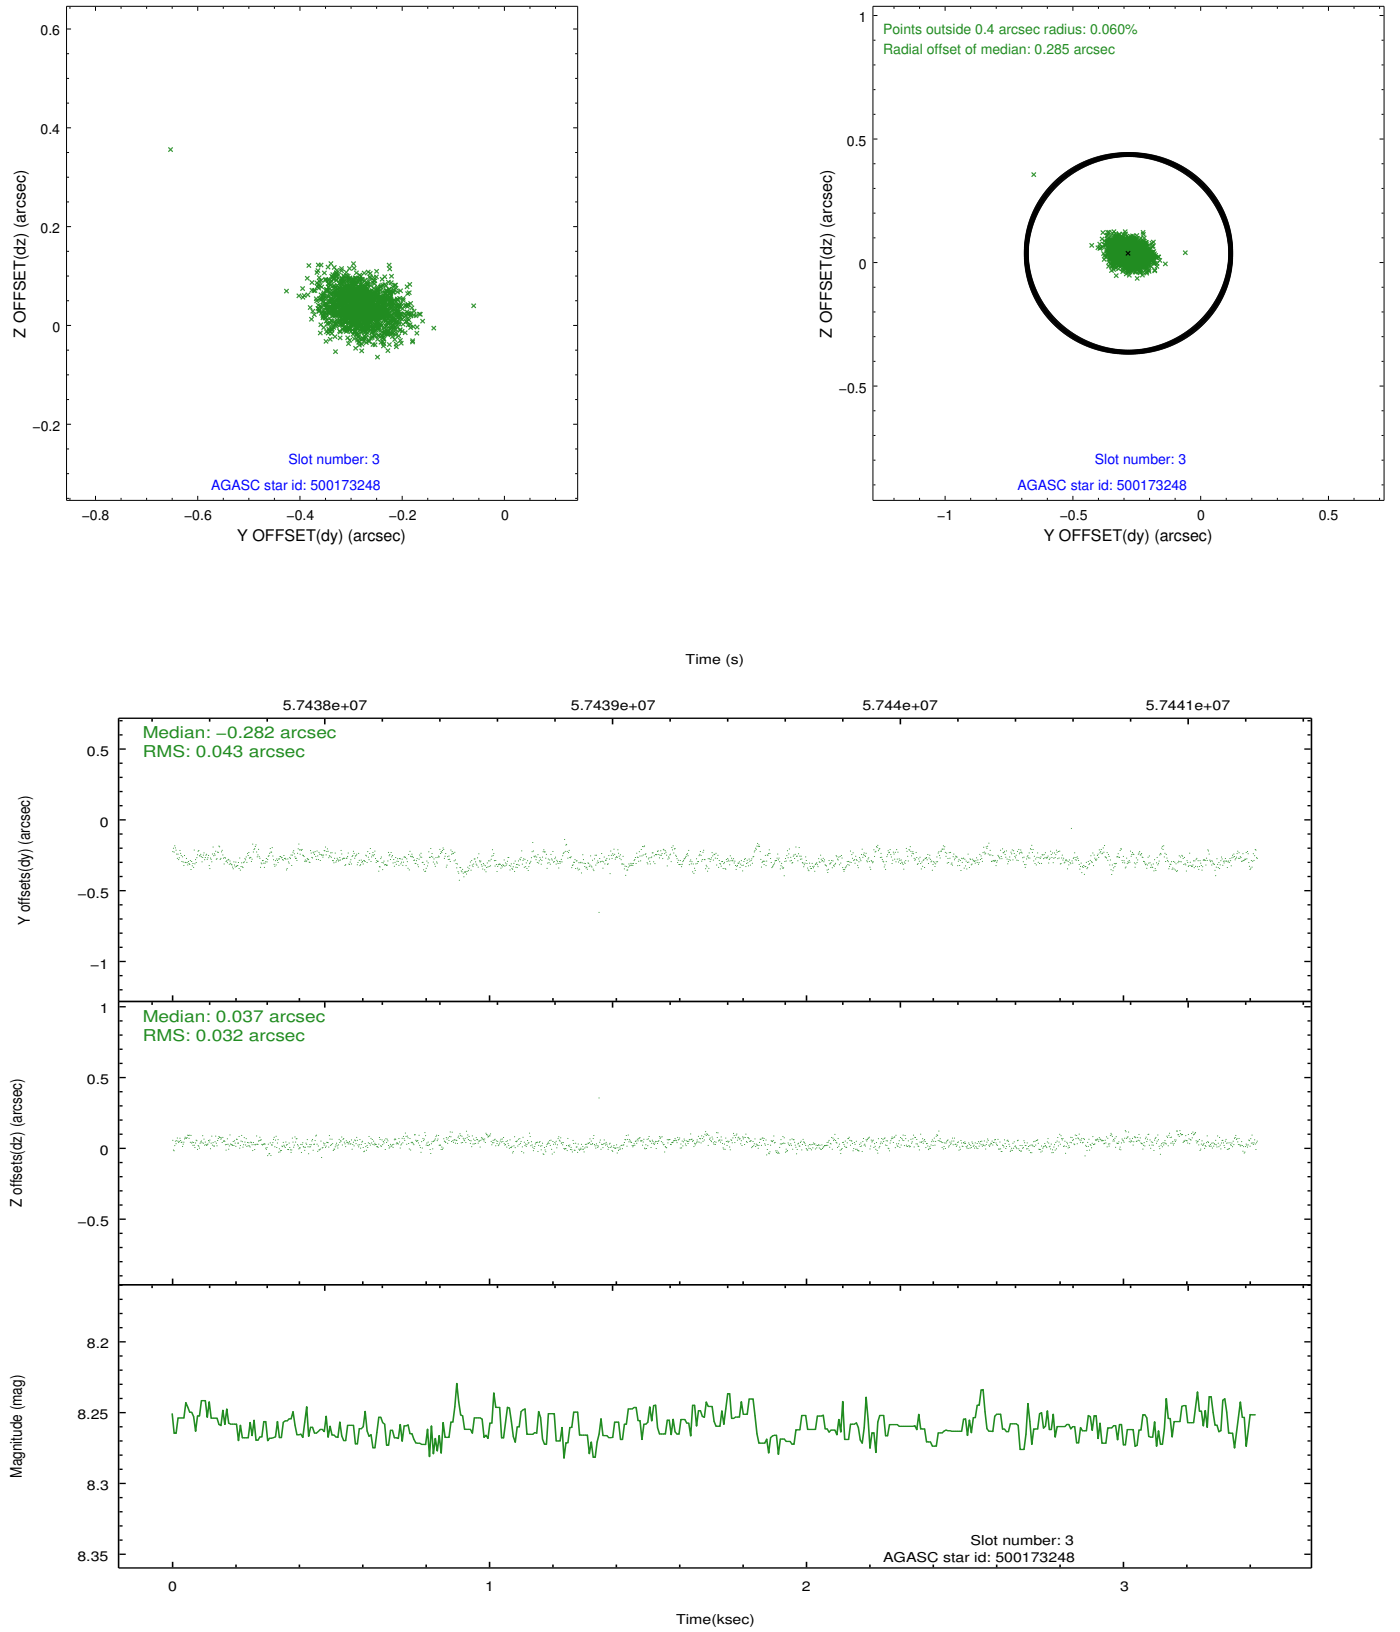 0.6
0.4
0.2
0
−0.2
Z OFFSET(dz) (arcsec)
Slot number: 3
AGASC star id: 500173248
−0.8 −0.6 −0.4 −0.2 0
Y OFFSET(dy) (arcsec)
Points outside 0.4 arcsec radius: 0.060%
Radial offset of median: 0.285 arcsec
1
0.5
0
−0.5
Z OFFSET(dz) (arcsec)
Slot number: 3
AGASC star id: 500173248
−1 −0.5 0 0.5
Y OFFSET(dy) (arcsec)
Time (s)
5.7438e+07 5.7439e+07 5.744e+07 5.7441e+07
Median: −0.282 arcsec
RMS: 0.043 arcsec
0.5
0
−0.5
−1
Y offsets(dy) (arcsec)
Median: 0.037 arcsec
RMS: 0.032 arcsec
1
0.5
0
−0.5
Z offsets(dz) (arcsec)
8.2
8.25
8.3
8.35
Magnitude (mag)
Slot number: 3
AGASC star id: 500173248
0 1 2 3
Time(ksec)